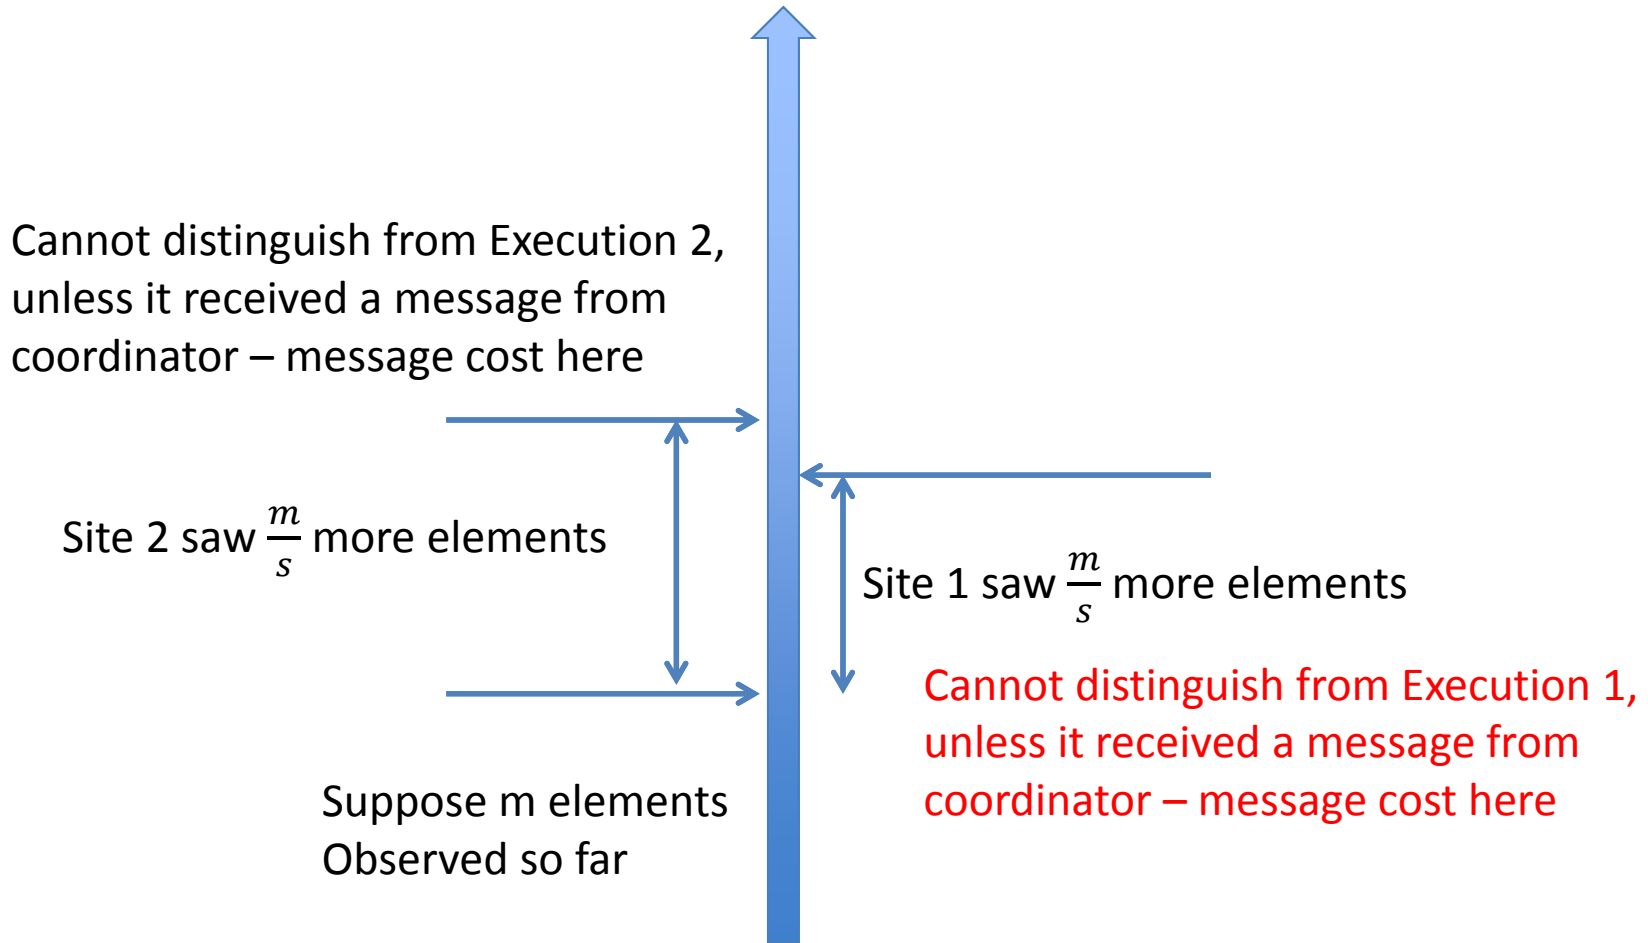 Cannot distinguish from Execution 2,
unless it received a message from
coordinator – message cost here
Site 2 saw m/s more elements
Site 1 saw m/s more elements
Cannot distinguish from Execution 1,
unless it received a message from
coordinator – message cost here
Suppose m elements
Observed so far